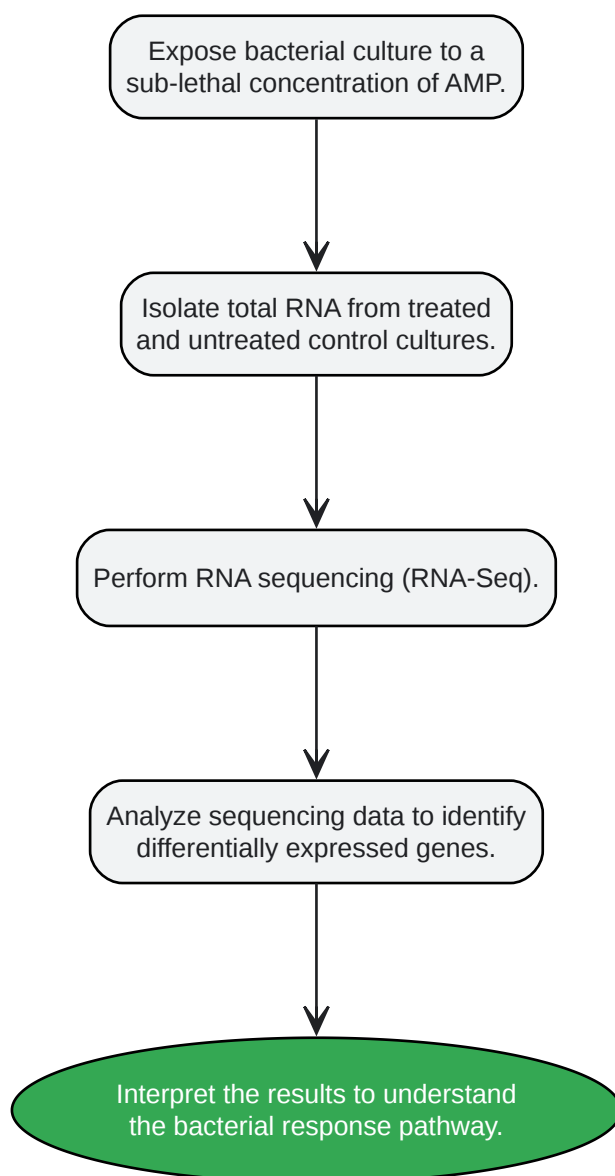 Expose bacterial culture to a
sub-lethal concentration of AMP.
Isolate total RNA from treated
and untreated control cultures.
Perform RNA sequencing (RNA-Seq).
Analyze sequencing data to identify
differentially expressed genes.
Interpret the results to understand
the bacterial response pathway.